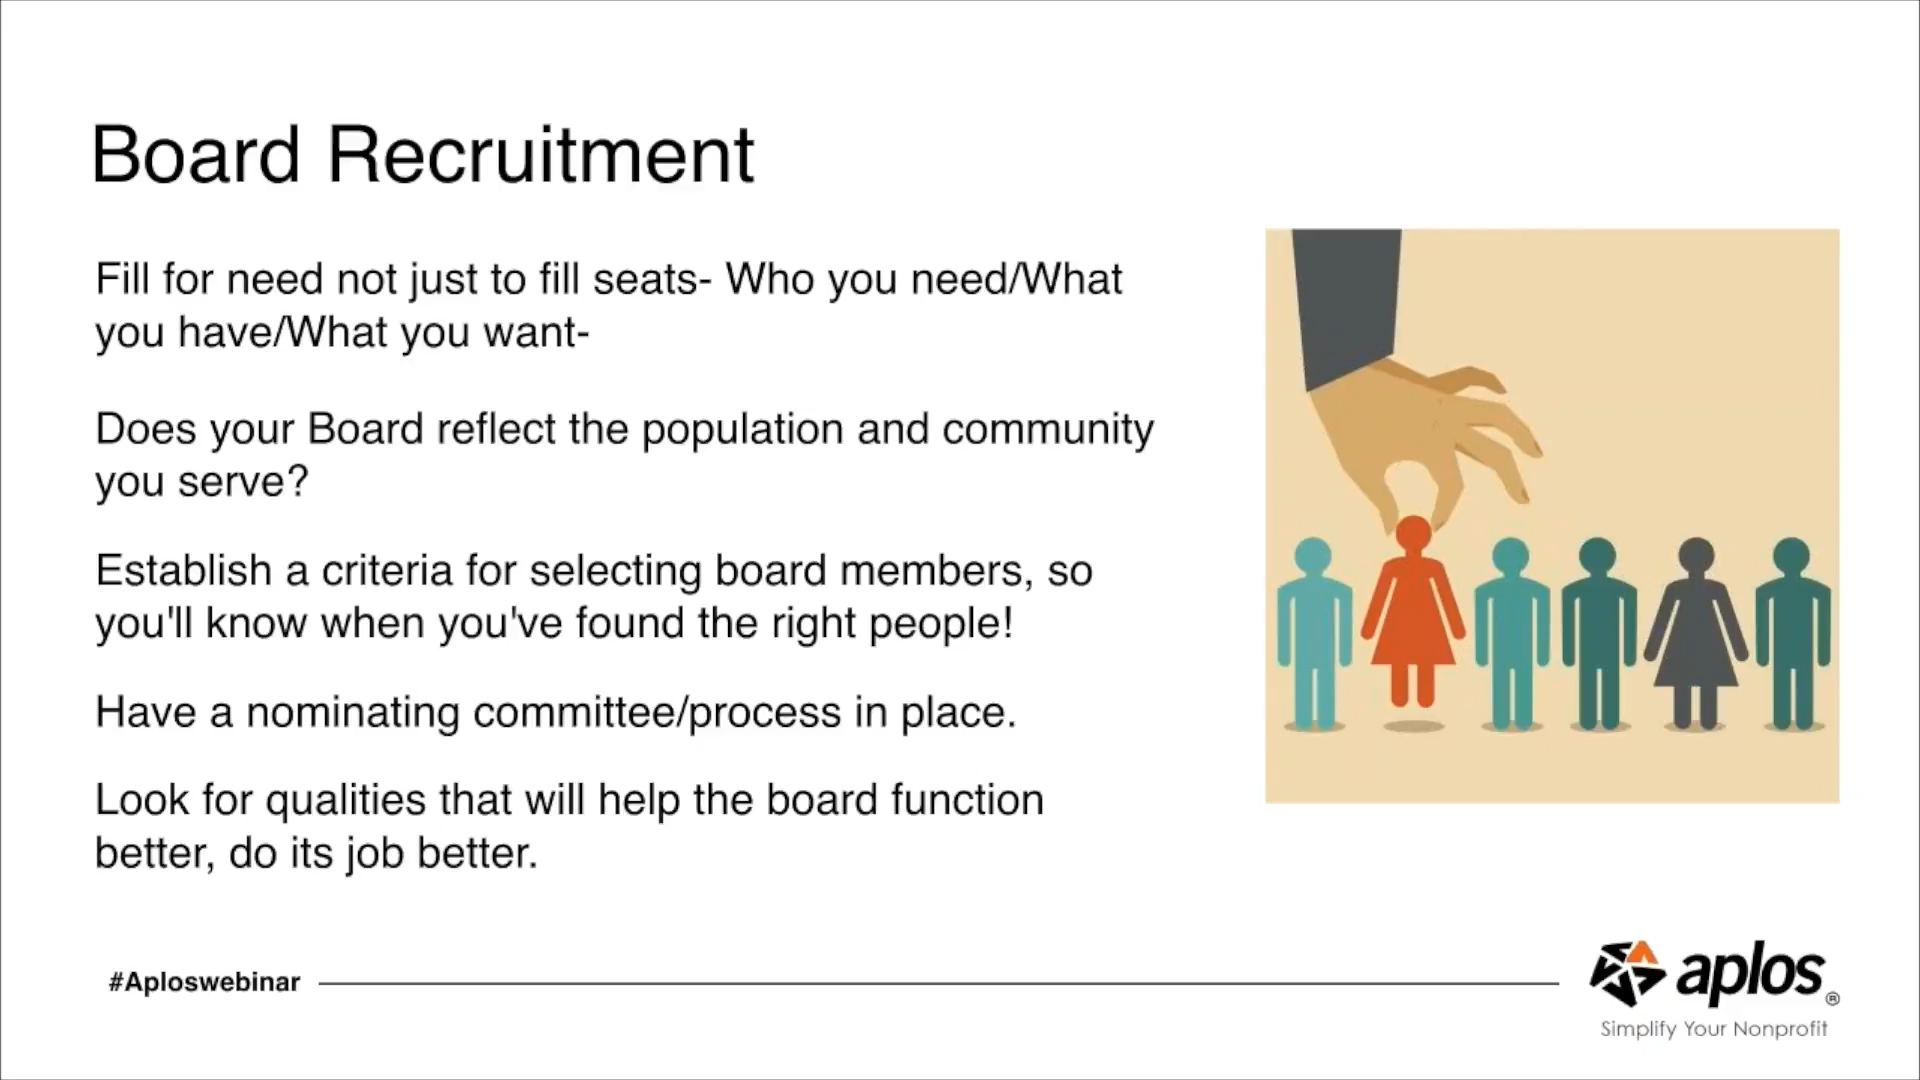 Board Recruitment
Fill for need not just to fill seats- Who you need/What
you have/What you want-
Does your Board reflect the population and community
you serve?
Establish a criteria for selecting board members, so
you'll know when you've found the right people!
Have a nominating committee/process in place.
Look for qualities that will help the board function
better, do its job better.
#Aploswebinar
aplos®
Simplify Your Nonprofit